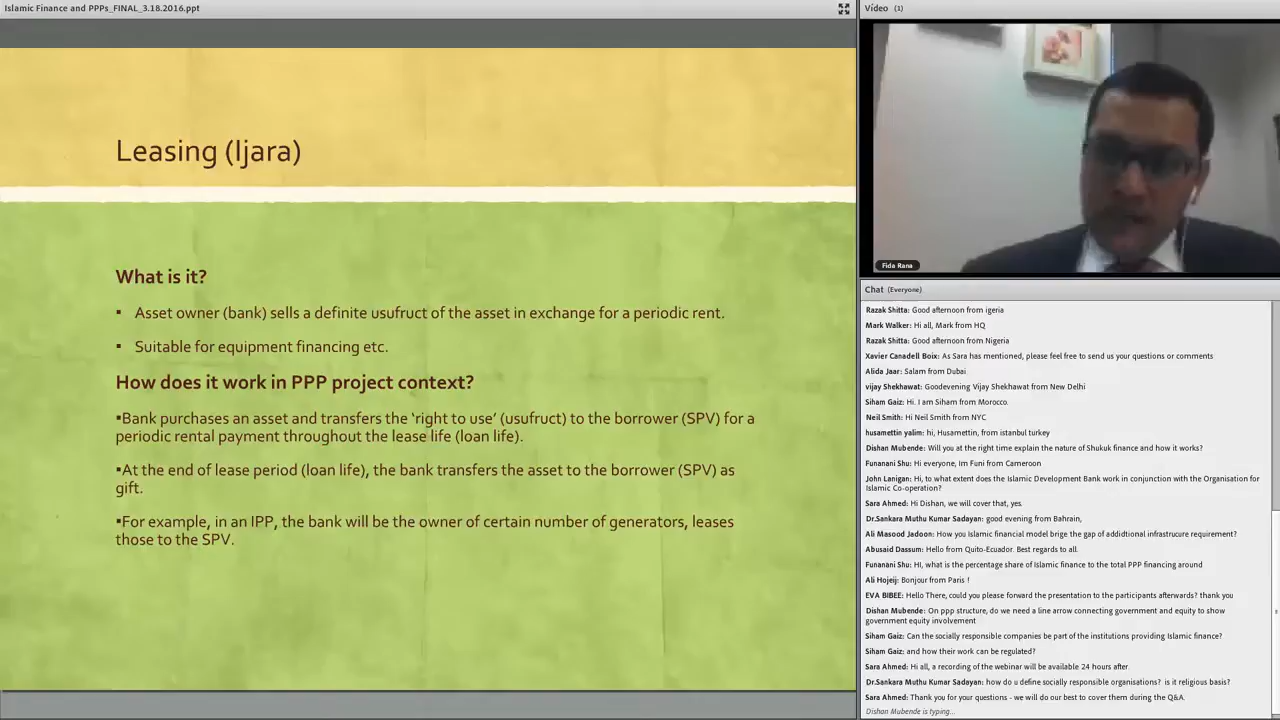 Islamic Finance and PPPs_FINAL_3.18.2016.ppt
Leasing (Ijara)
What is it?
▪ Asset owner (bank) sells a definite usufruct of the asset in exchange for a periodic rent.
▪ Suitable for equipment financing etc.
How does it work in PPP project context?
▪Bank purchases an asset and transfers the ‘right to use’ (usufruct) to the borrower (SPV) for a
periodic rental payment throughout the lease life (loan life).
▪At the end of lease period (loan life), the bank transfers the asset to the borrower (SPV) as
gift.
▪For example, in an IPP, the bank will be the owner of certain number of generators, leases
those to the SPV.
Vídeo (1)
Fida Rana
Chat (Everyone)
Razak Shitta: Good afternoon from igeria
Mark Walker: Hi all, Mark from HQ
Razak Shitta: Good afternoon from Nigeria
Xavier Canadell Boix: As Sara has mentioned, please feel free to send us your questions or comments
Alida Jaar: Salam from Dubai
vijay Shekhawat: Goodevening Vijay Shekhawat from New Delhi
Siham Gaiz: Hi. I am Siham from Morocco.
Neil Smith: Hi Neil Smith from NYC
husamettin yalim: hi, Husamettin, from istanbul turkey
Dishan Mubende: Will you at the right time explain the nature of Shukuk finance and how it works?
Funanani Shu: Hi everyone, Im Funi from Cameroon
John Lanigan: Hi, to what extent does the Islamic Development Bank work in conjunction with the Organisation for
Islamic Co-operation?
Sara Ahmed: Hi Dishan, we will cover that, yes.
Dr.Sankara Muthu Kumar Sadayan: good evening from Bahrain,
Ali Masood Jadoon: How you Islamic financial model brige the gap of addidtional infrastrucure requirement?
Abusaid Dassum: Hello from Quito-Ecuador. Best regards to all.
Funanani Shu: HI, what is the percentage share of Islamic finance to the total PPP financing around
Ali Hojeij: Bonjour from Paris !
EVA BIBEE: Hello There, could you please forward the presentation to the participants afterwards? thank you
Dishan Mubende: On ppp structure, do we need a line arrow connecting government and equity to show
government equity involvement
Siham Gaiz: Can the socially responsible companies be part of the institutions providing Islamic finance?
Siham Gaiz: and how their work can be regulated?
Sara Ahmed: Hi all, a recording of the webinar will be available 24 hours after.
Dr.Sankara Muthu Kumar Sadayan: how do u define socially responsible organisations? is it religious basis?
Sara Ahmed: Thank you for your questions - we will do our best to cover them during the Q&A.
Dishan Mubende is typing...